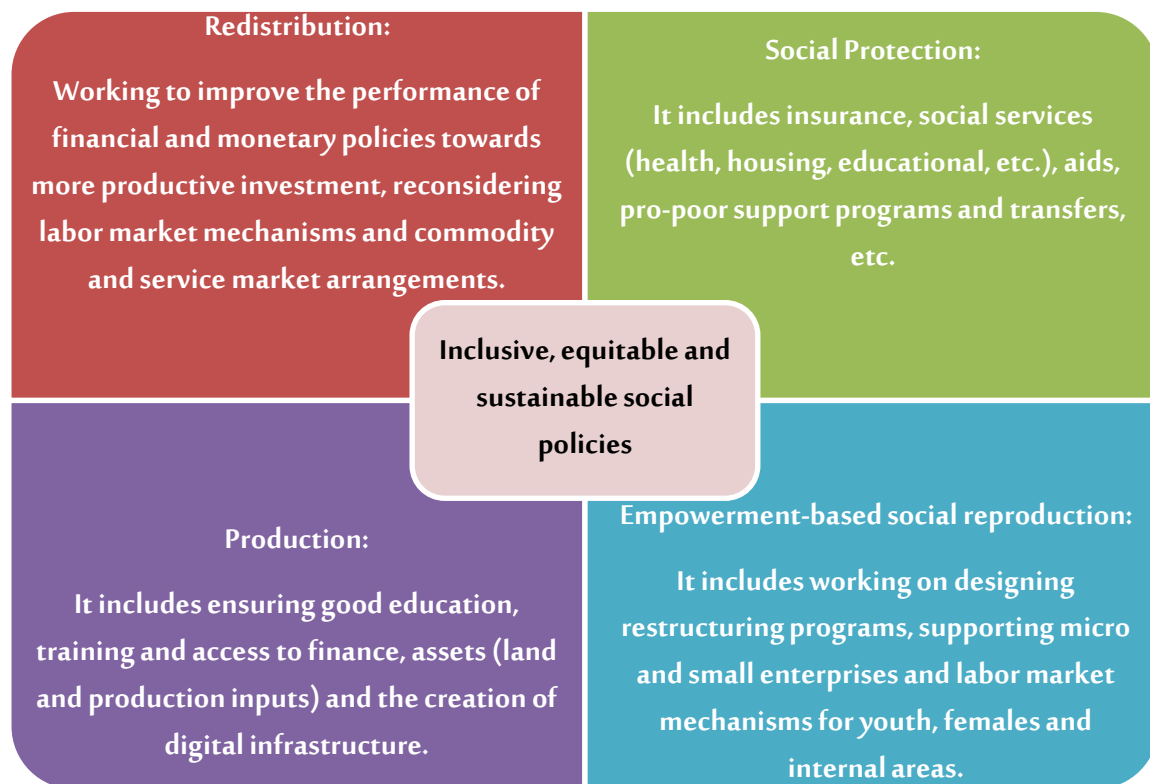 Redistribution:
Working to improve the performance of
financial and monetary policies towards
more productive investment, reconsidering
labor market mechanisms and commodity
and service market arrangements.
Social Protection:
It includes insurance, social services
(health, housing, educational, etc.), aids,
pro-poor support programs and transfers,
etc.
Inclusive, equitable and
sustainable social
policies
Production:
It includes ensuring good education,
training and access to finance, assets (land
and production inputs) and the creation of
digital infrastructure.
Empowerment-based social reproduction:
It includes working on designing
restructuring programs, supporting micro
and small enterprises and labor market
mechanisms for youth, females and
internal areas.